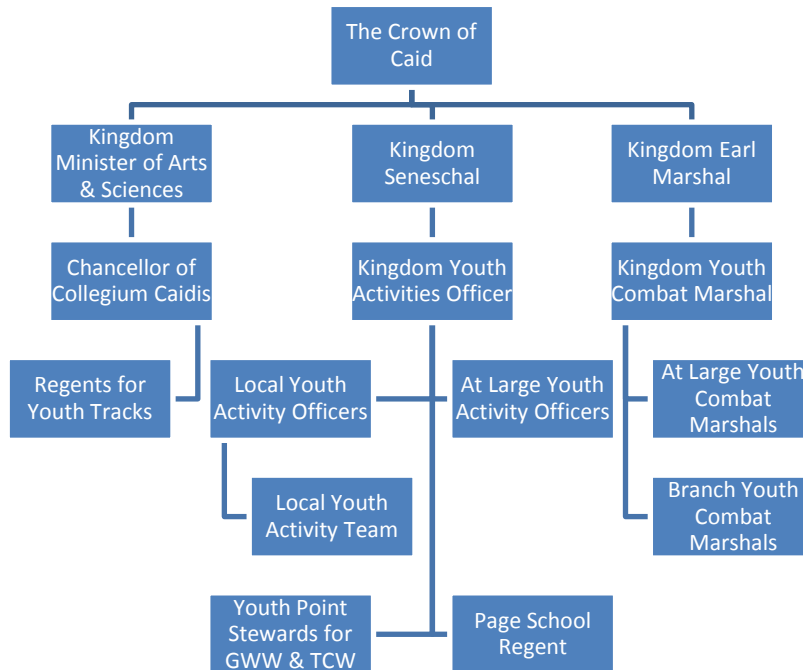 The Crown of
Caid
Kingdom
Minister of Arts
& Sciences
Kingdom
Seneschal
Kingdom Earl
Marshal
Chancellor of
Collegium Caidis
Kingdom Youth
Activities Officer
Kingdom Youth
Combat Marshal
Regents for
Youth Tracks
Local Youth
Activity Officers
At Large Youth
Activity Officers
At Large Youth
Combat
Marshals
Local Youth
Activity Team
Branch Youth
Combat
Marshals
Youth Point
Stewards for
GWW & TCW
Page School
Regent